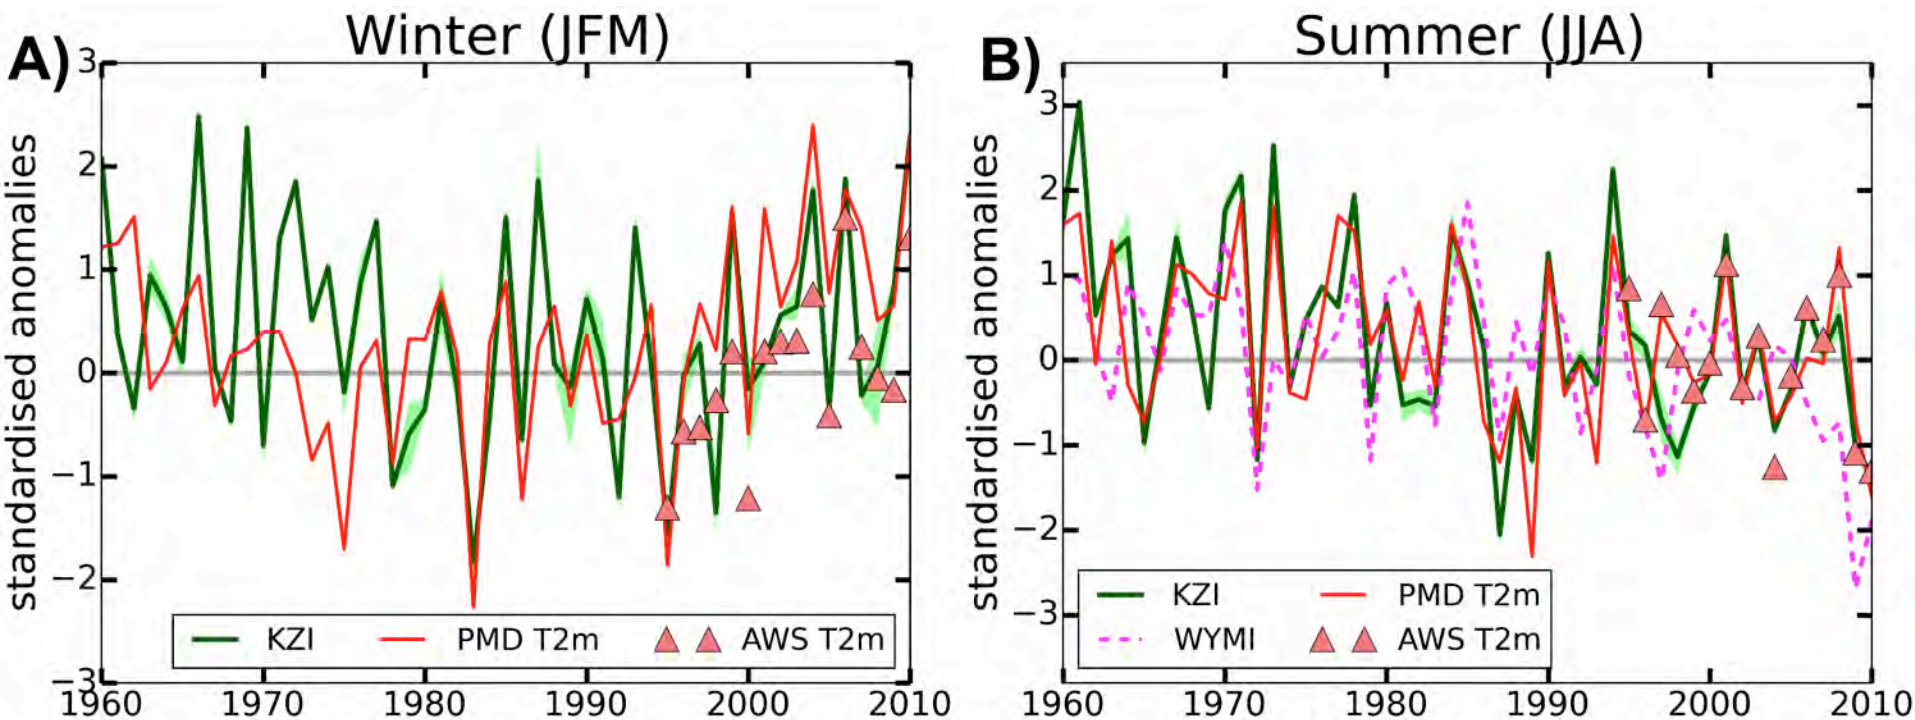 A)
Winter (JFM)
standardised anomalies
3
2
1
0
−1
−2
−3
1960 1970 1980 1990 2000 2010
KZI PMD T2m AWS T2m
B)
Summer (JJA)
standardised anomalies
3
2
1
0
−1
−2
−3
1960 1970 1980 1990 2000 2010
KZI PMD T2m
WYMI AWS T2m